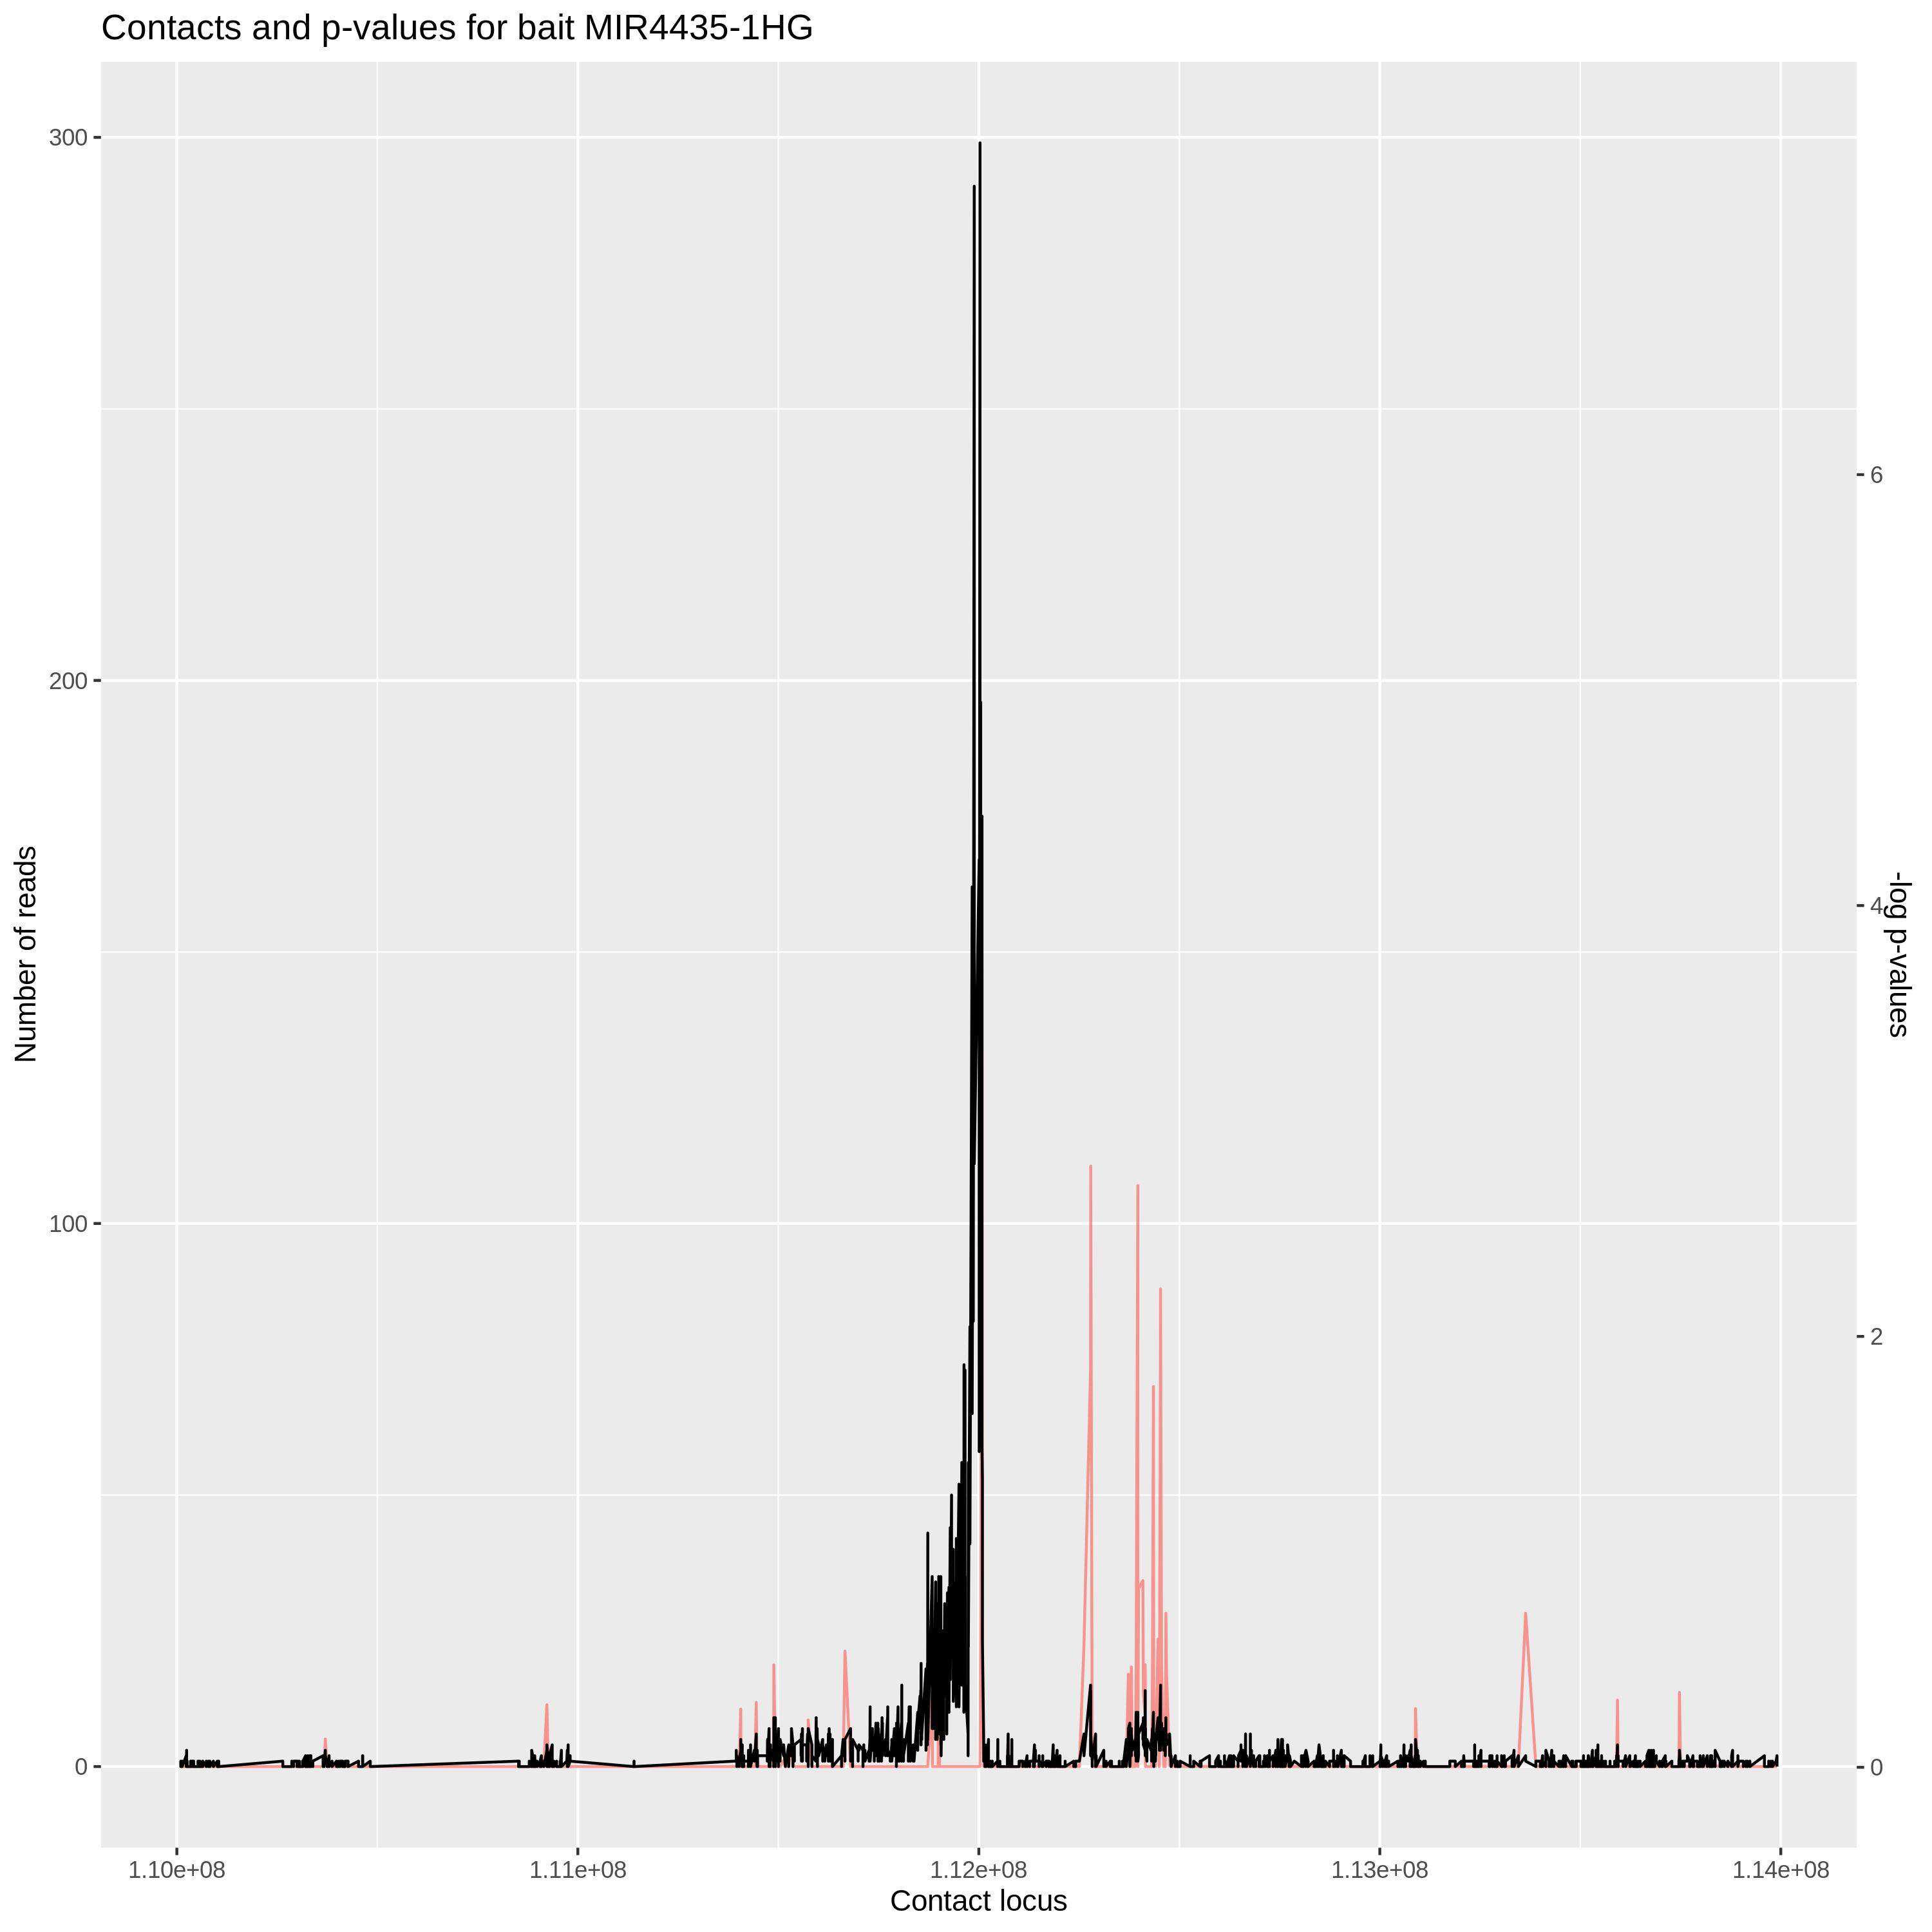 Contacts and p-values for bait MIR4435-1HG
300
200
100
0
Number of reads
6
4
2
0
-log p-values
1.10e+08
1.11e+08
1.12e+08
1.13e+08
1.14e+08
Contact locus